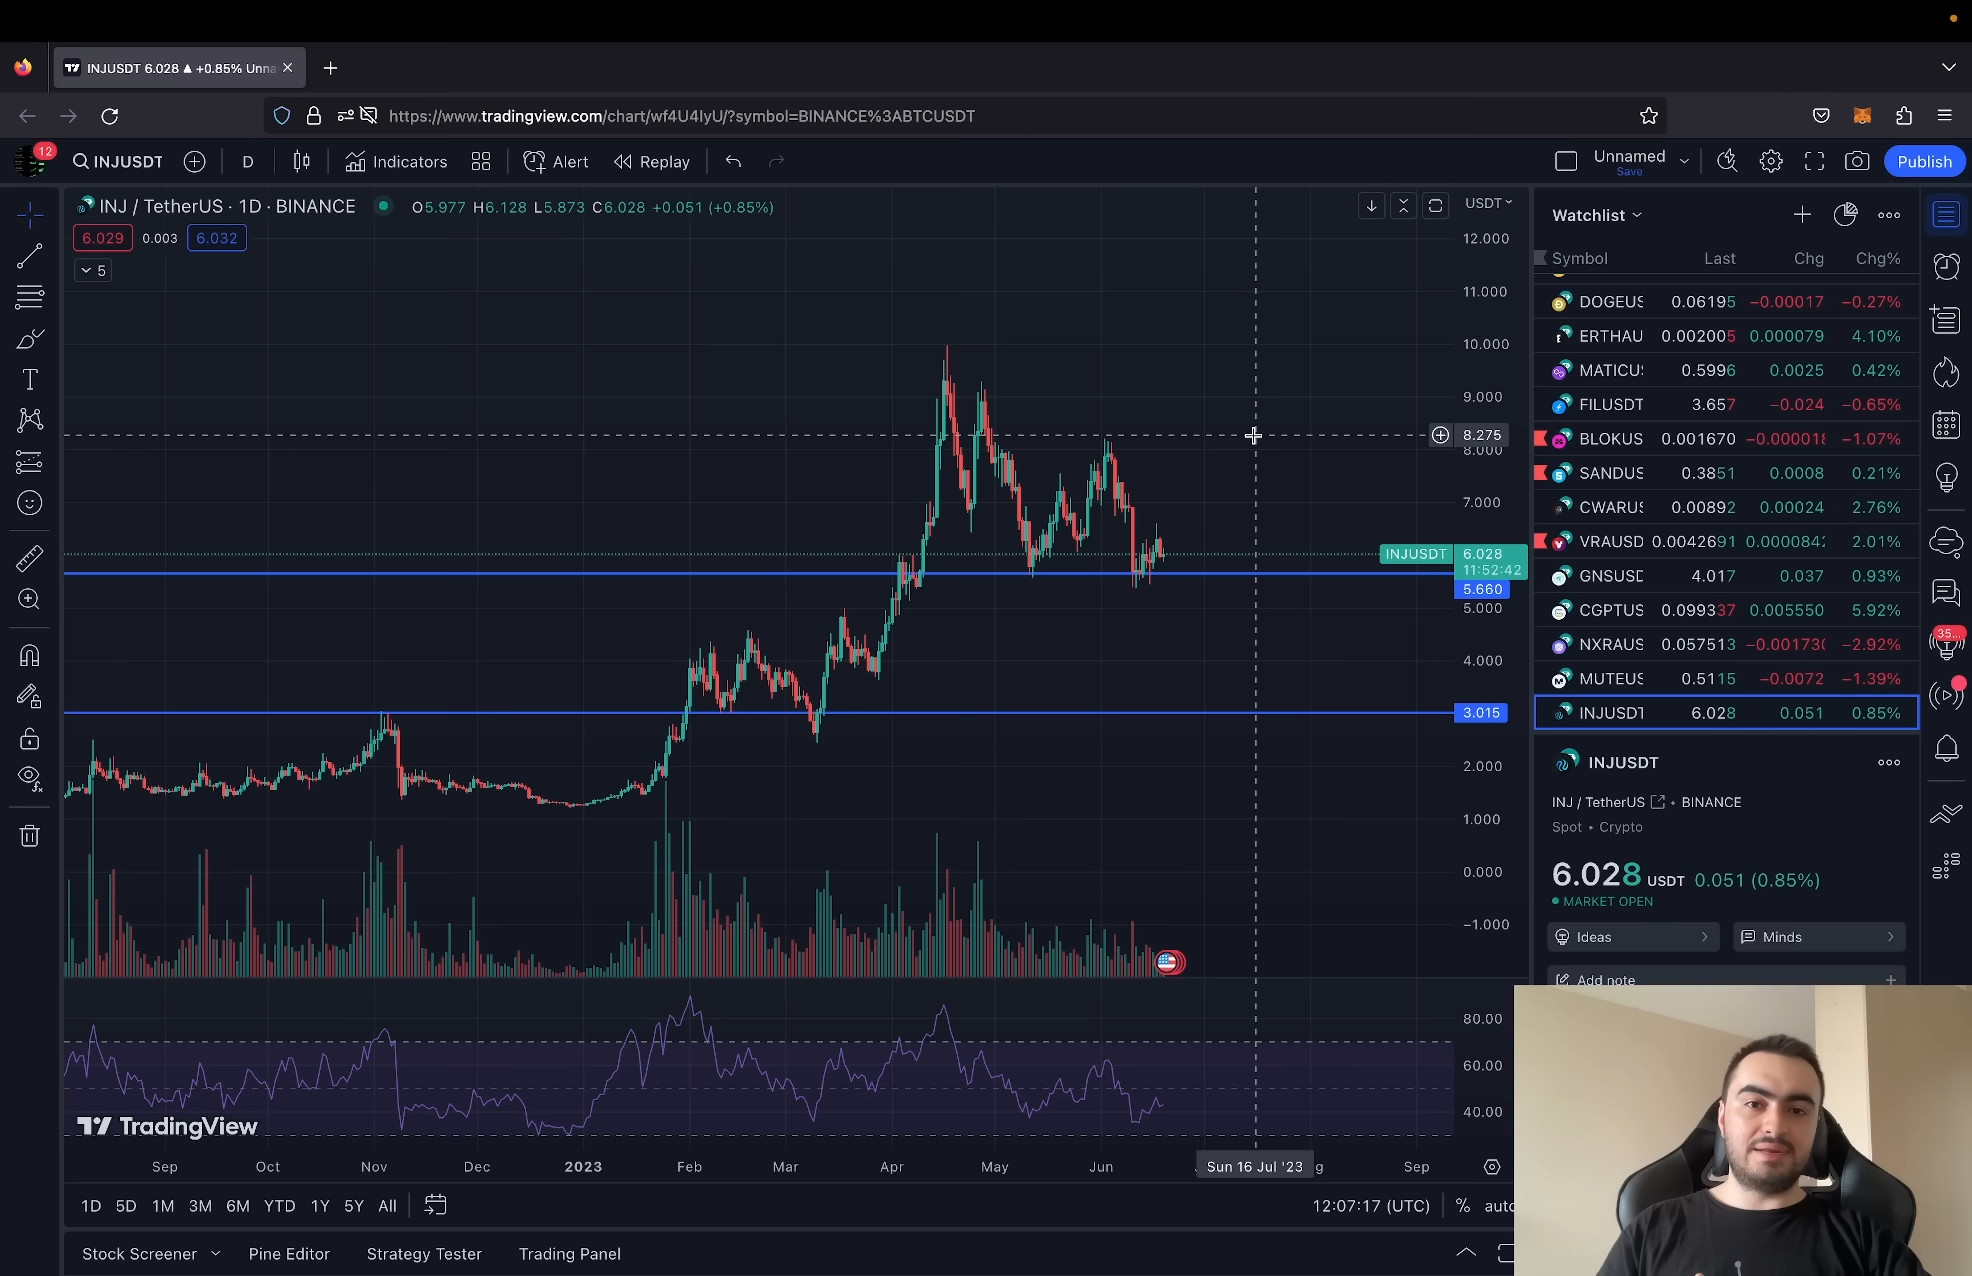 INJUSDT 6.028 ▲ +0.85% Unna
https://www.tradingview.com/chart/wf4U4lyU/?symbol=BINANCE%3ABTCUSDT
12
INJUSDT D Indicators Alert Replay
Unnamed
Save
Publish
INJ / TetherUS · 1D · BINANCE O5.977 H6.128 L5.873 C6.028 +0.051 (+0.85%)
6.029 0.003 6.032
5
USDT
12.000
11.000
10.000
9.000
8.275
8.000
7.000
INJUSDT 6.028
11:52:42
5.660
5.000
4.000
3.015
2.000
1.000
0.000
−1.000
80.00
60.00
40.00
TradingView
Sep Oct Nov Dec 2023 Feb Mar Apr May Jun Sun 16 Jul '23 g Sep
1D 5D 1M 3M 6M YTD 1Y 5Y All
12:07:17 (UTC) % auto
Stock Screener Pine Editor Strategy Tester Trading Panel
Watchlist
Symbol Last Chg Chg%
DOGEUS 0.06195 −0.00017 −0.27%
ERTHAU 0.002005 0.000079 4.10%
MATICUS 0.5996 0.0025 0.42%
FILUSDT 3.657 −0.024 −0.65%
BLOKUS 0.001670 −0.000018 −1.07%
SANDUS 0.3851 0.0008 0.21%
CWARUS 0.00892 0.00024 2.76%
VRAUSD 0.0042691 0.0000842 2.01%
GNSUSD 4.017 0.037 0.93%
CGPTUS 0.099337 0.005550 5.92%
NXRAUS 0.057513 −0.001730 −2.92%
MUTEUS 0.5115 −0.0072 −1.39%
INJUSDT 6.028 0.051 0.85%
INJUSDT
INJ / TetherUS • BINANCE
Spot • Crypto
6.028 USDT 0.051 (0.85%)
MARKET OPEN
Ideas
Minds
Add note
35...